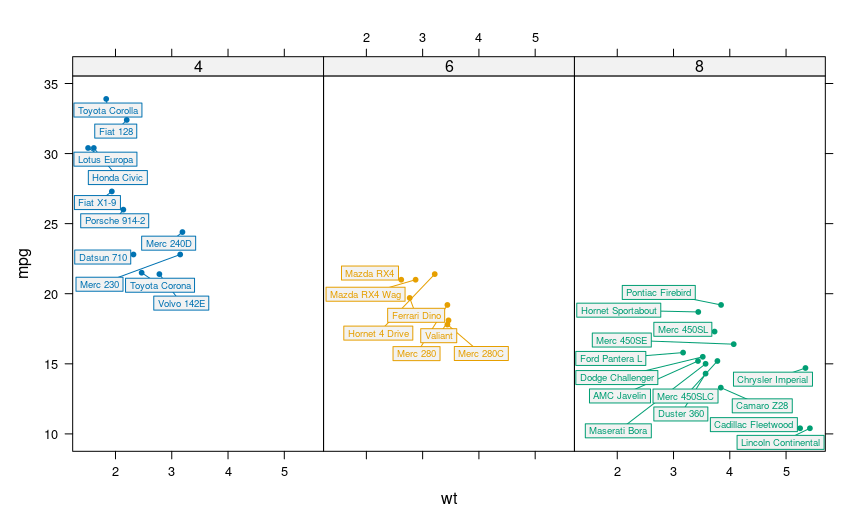 2 3 4 5
4 6 8
35
30
25
20
15
10
mpg
Toyota Corolla
Fiat 128
Lotus Europa
Honda Civic
Fiat X1-9
Porsche 914-2
Merc 240D
Datsun 710
Merc 230
Toyota Corona
Volvo 142E
Mazda RX4
Mazda RX4 Wag
Ferrari Dino
Hornet 4 Drive
Valiant
Merc 280
Merc 280C
Pontiac Firebird
Hornet Sportabout
Merc 450SL
Merc 450SE
Ford Pantera L
Chrysler Imperial
Dodge Challenger
AMC Javelin
Merc 450SLC
Camaro Z28
Duster 360
Cadillac Fleetwood
Maserati Bora
Lincoln Continental
2 3 4 5 2 3 4 5
wt